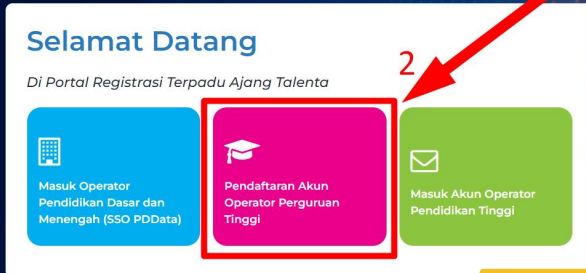 Selamat Datang
2
Di Portal Registrasi Terpadu Ajang Talenta
Masuk Operator
Pendidikan Dasar dan
Menengah (SSO PDData)
Pendaftaran Akun
Operator Perguruan
Tinggi
Masuk Akun Operator
Pendidikan Tinggi